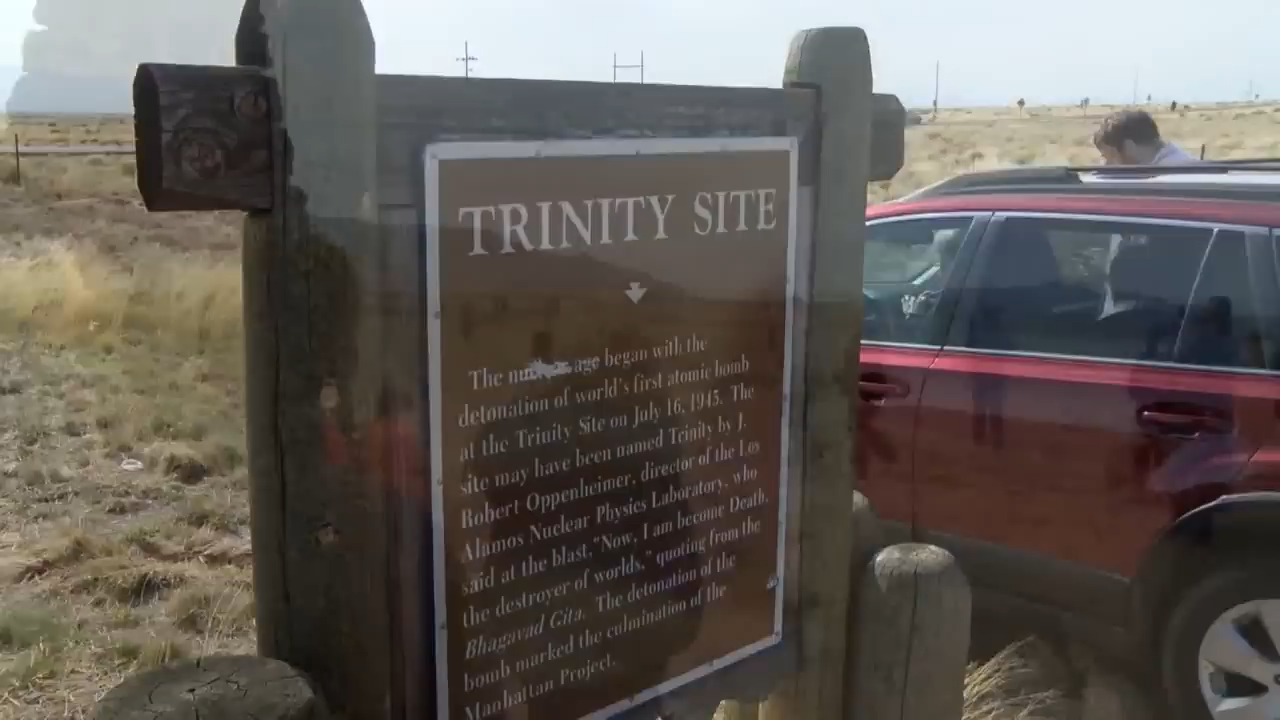 TRINITY SITE
The nuclear age began with the
detonation of world's first atomic bomb
at the Trinity Site on July 16, 1945. The
site may have been named Trinity by J.
Robert Oppenheimer, director of the Los
Alamos Nuclear Physics Laboratory, who
said at the blast, "Now, I am become Death,
the destroyer of worlds," quoting from the
Bhagavad Gita. The detonation of the
bomb marked the culmination of the
Manhattan Project.